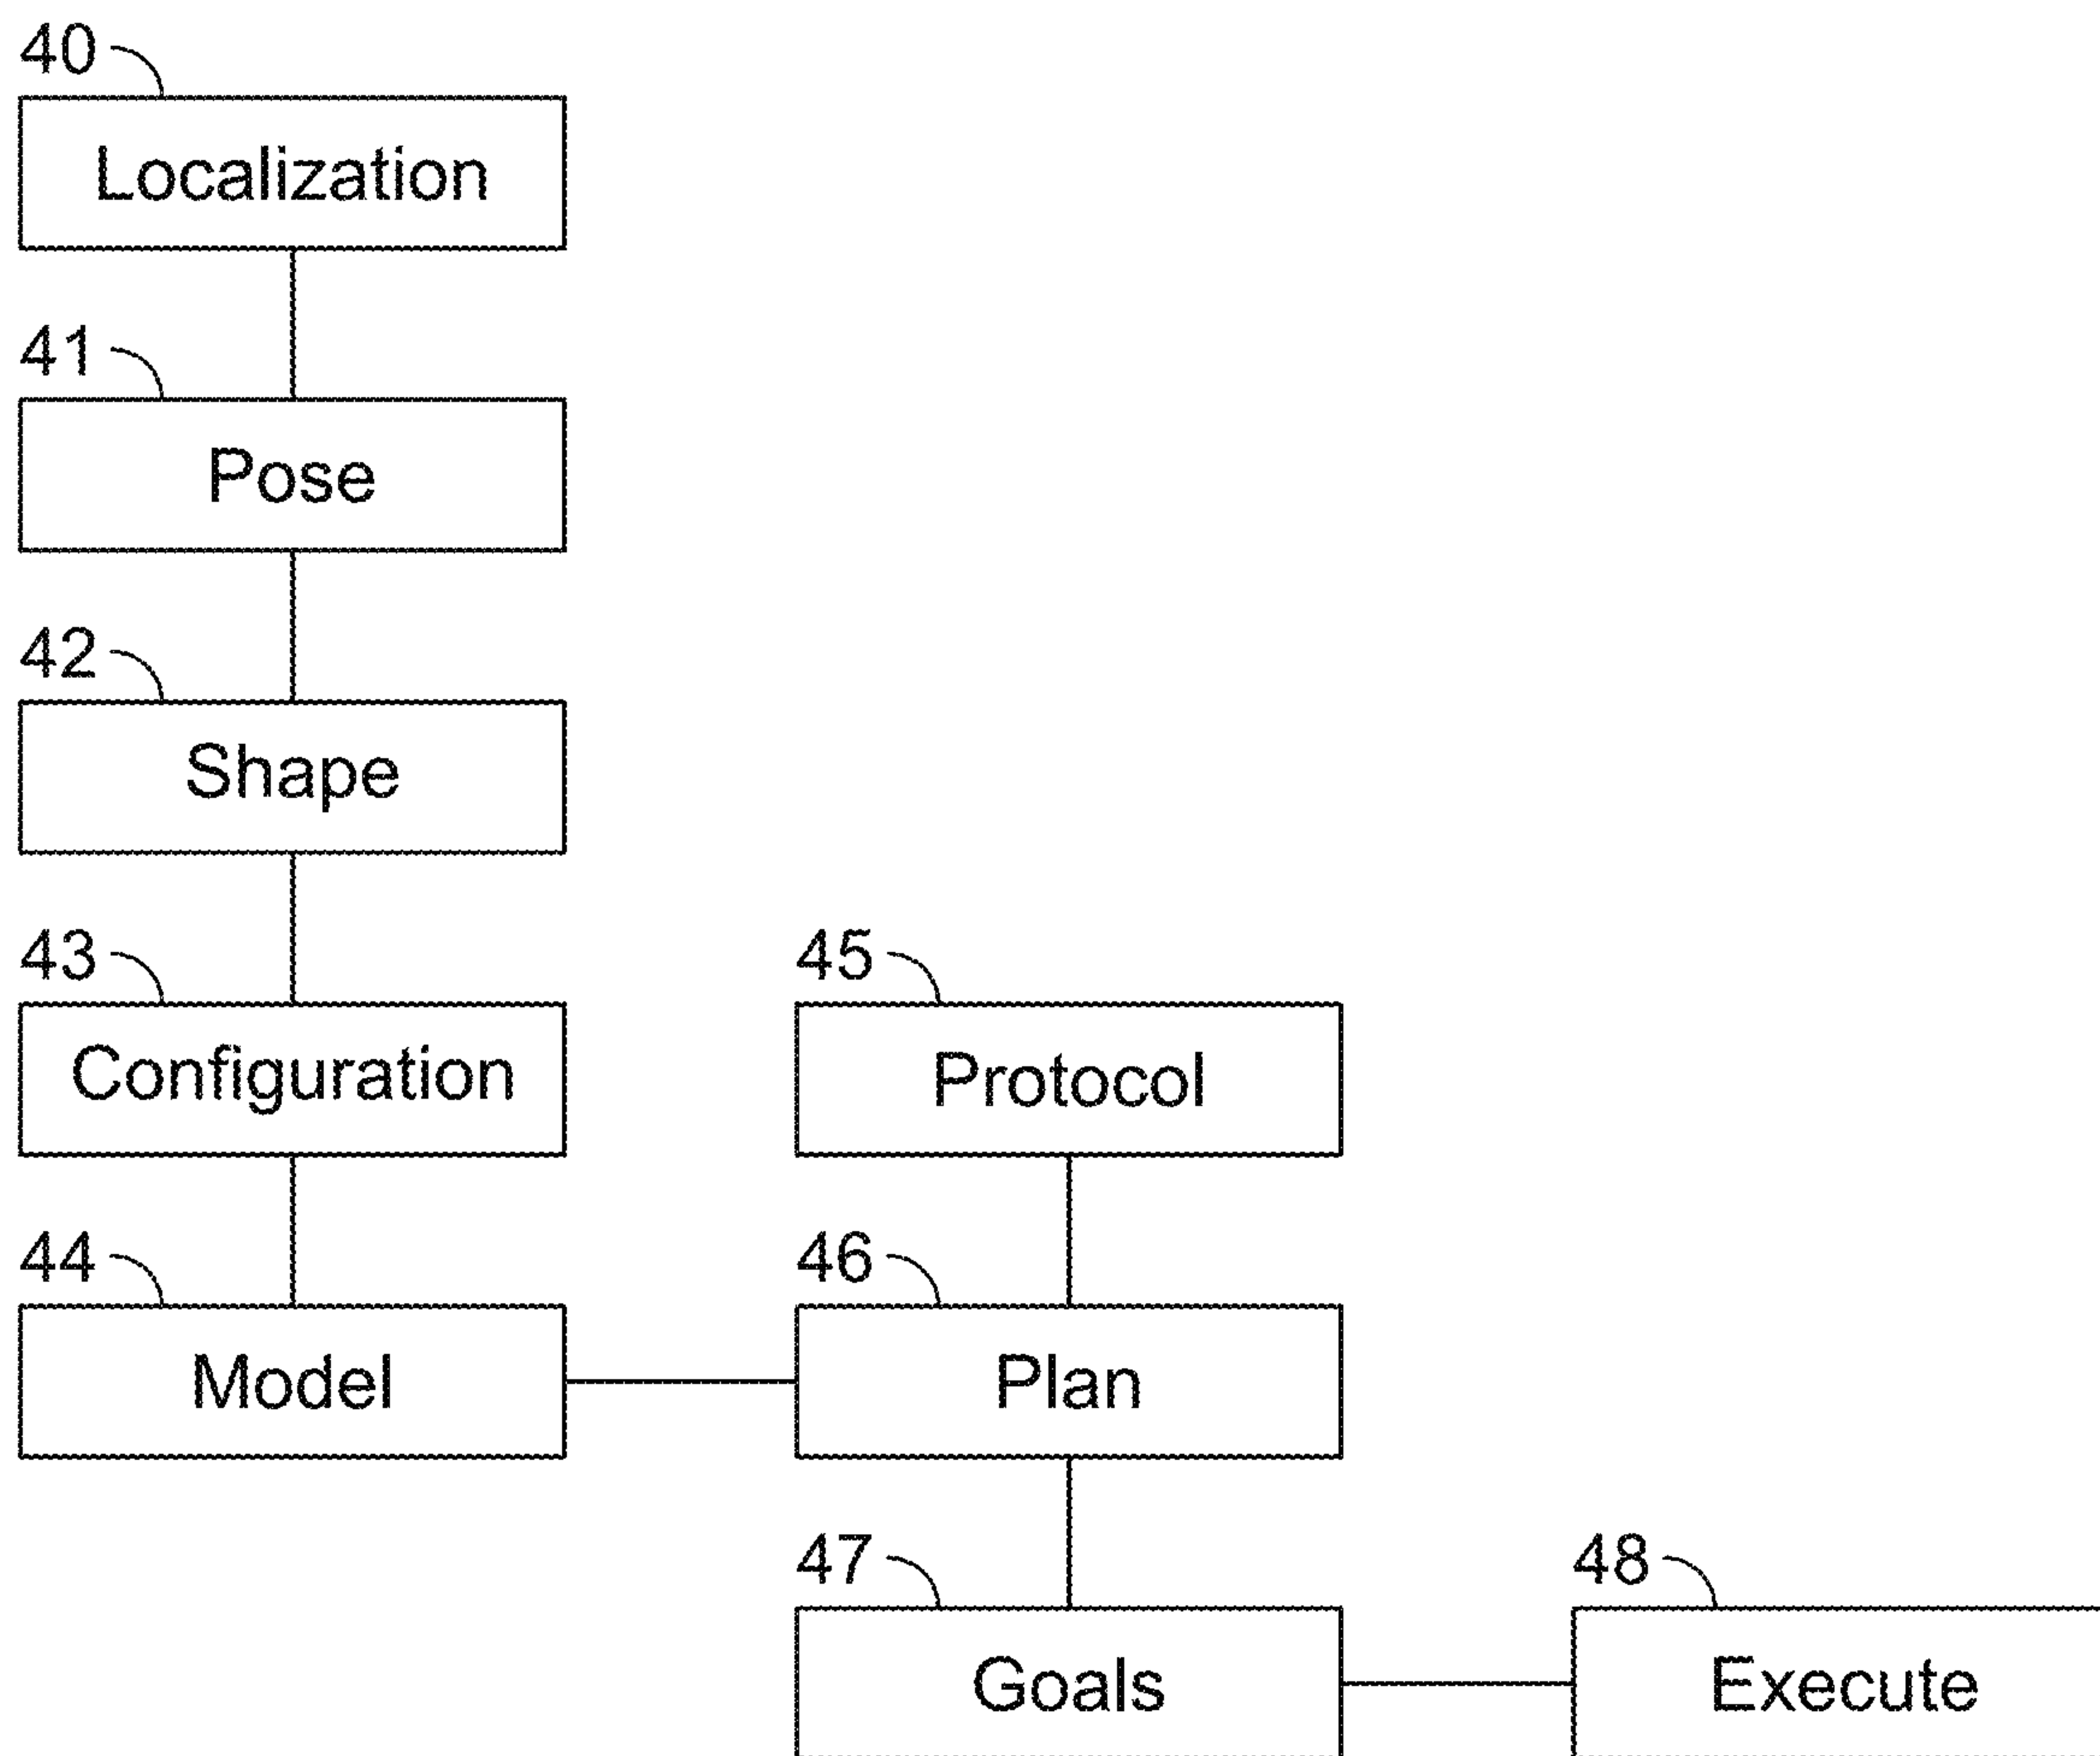 40
Localization
41
Pose
42
Shape
43
Configuration
44
Model
45
Protocol
46
Plan
47
Goals
48
Execute